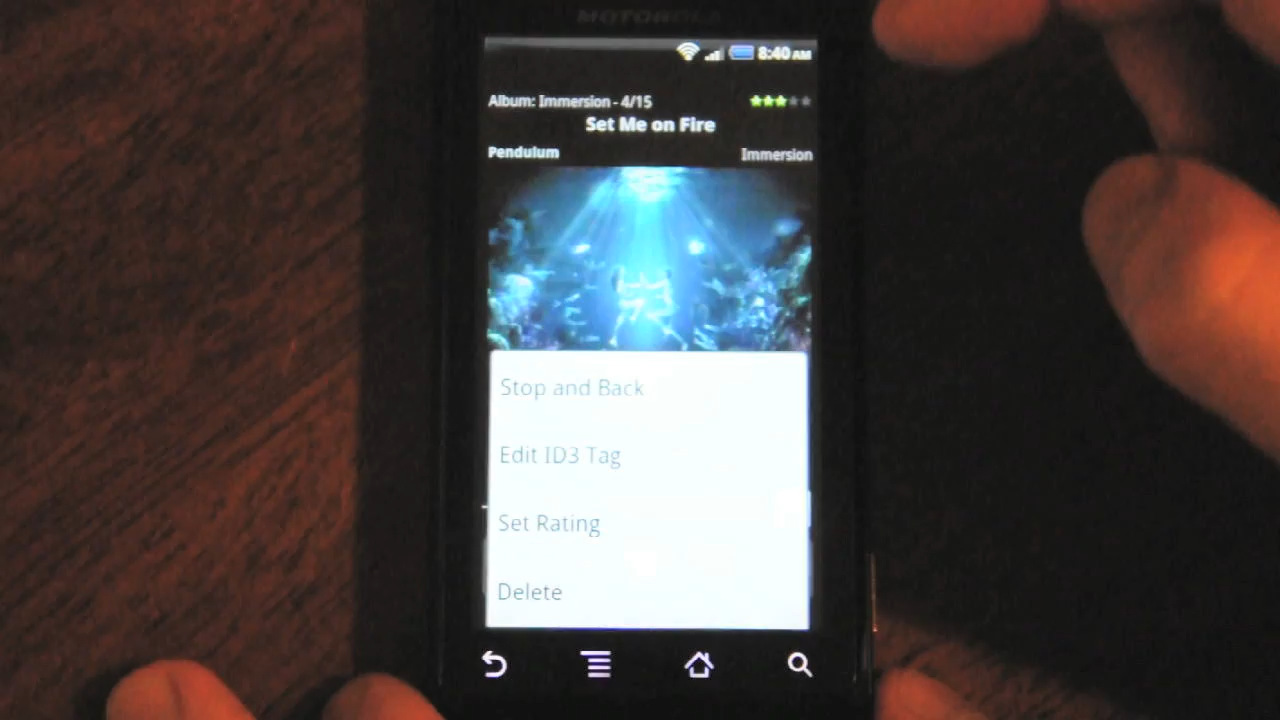 MOTOROLA
8:40 AM
Album: Immersion - 4/15
Set Me on Fire
Pendulum Immersion
Stop and Back
Edit ID3 Tag
Set Rating
Delete